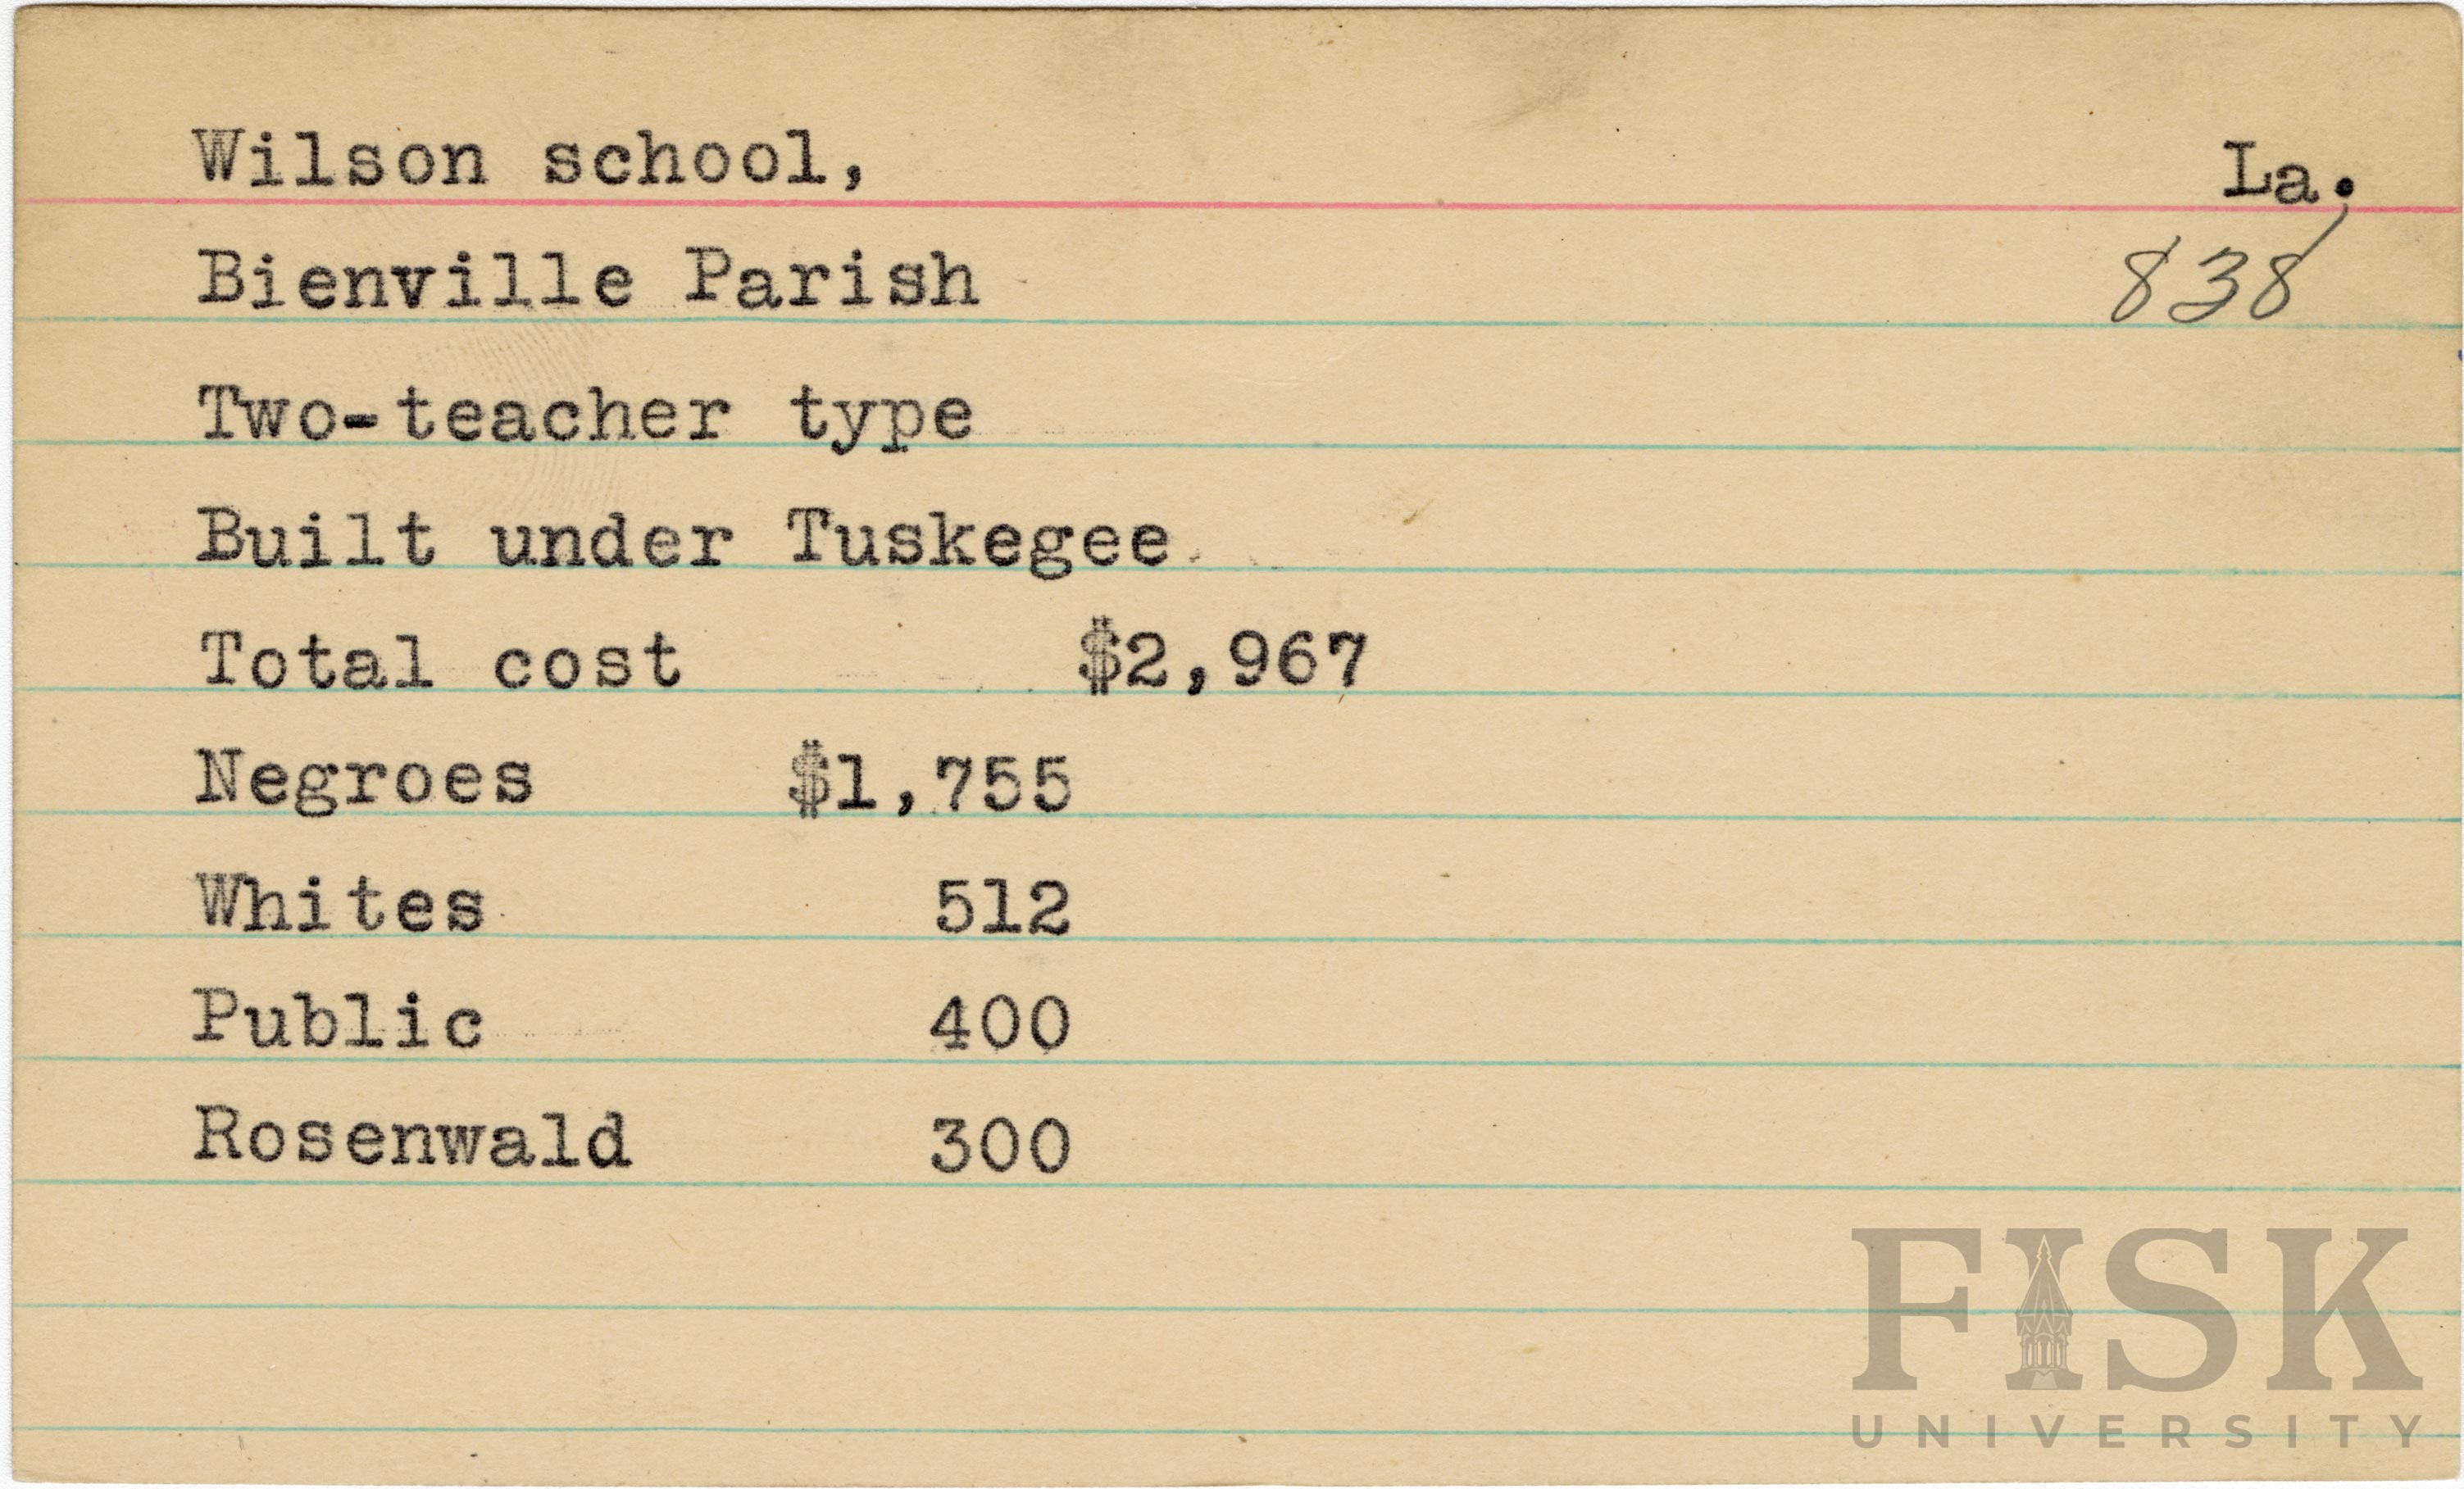 Wilson school, La.
Bienville Parish 838
Two-teacher type
Built under Tuskegee
Total cost $2,967
Negroes $1,755
Whites 512
Public 400
Rosenwald 300
FISK
UNIVERSITY